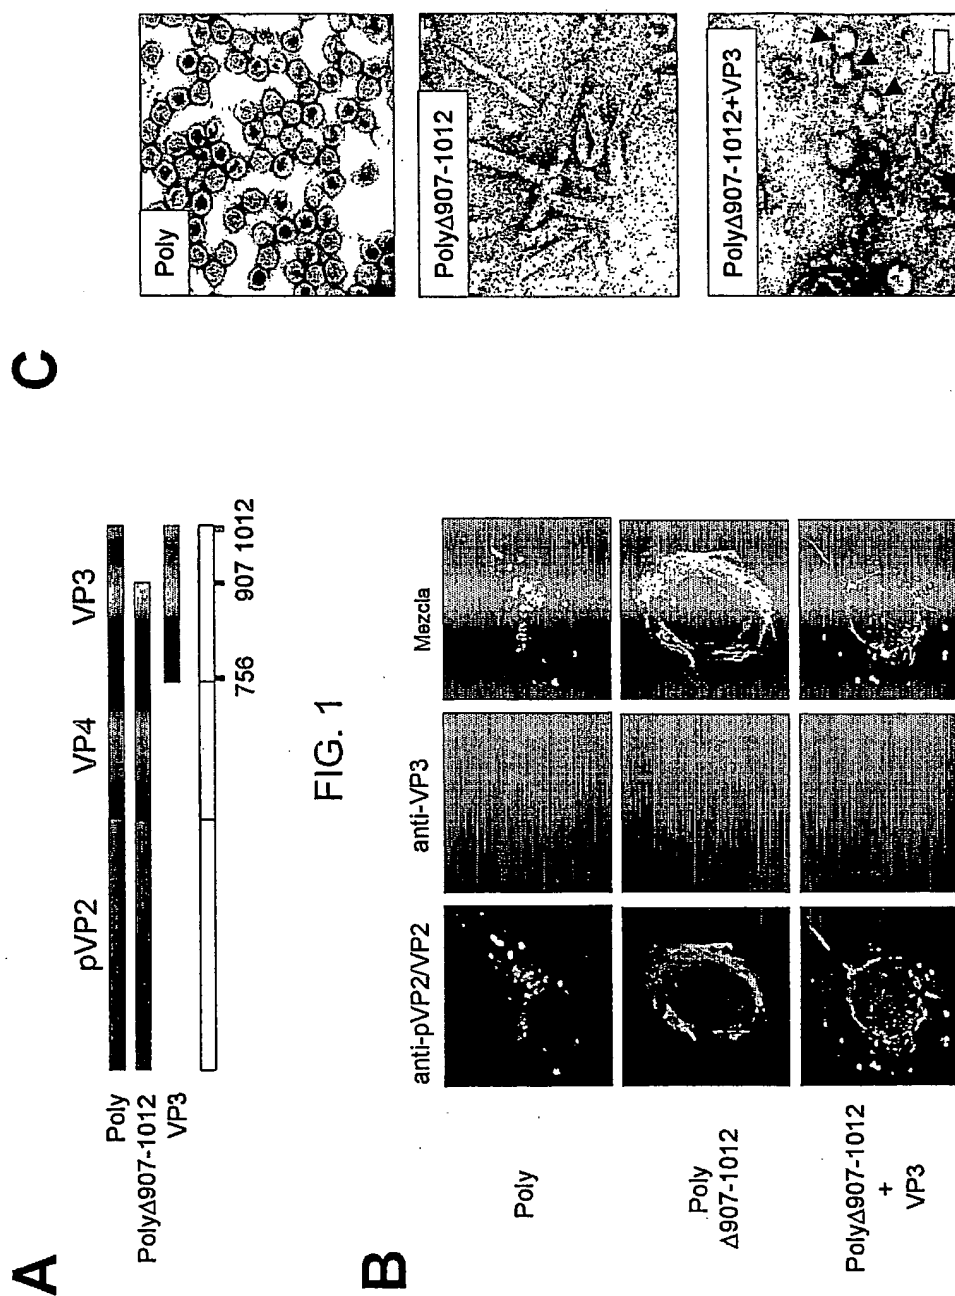 A
pVP2 VP4 VP3
Poly
PolyΔ907-1012
VP3
756 907 1012
FIG. 1
B
anti-pVP2/VP2 anti-VP3 Mezcla
Poly
Poly
Δ907-1012
PolyΔ907-1012
+
VP3
C
Poly
PolyΔ907-1012
PolyΔ907-1012+VP3